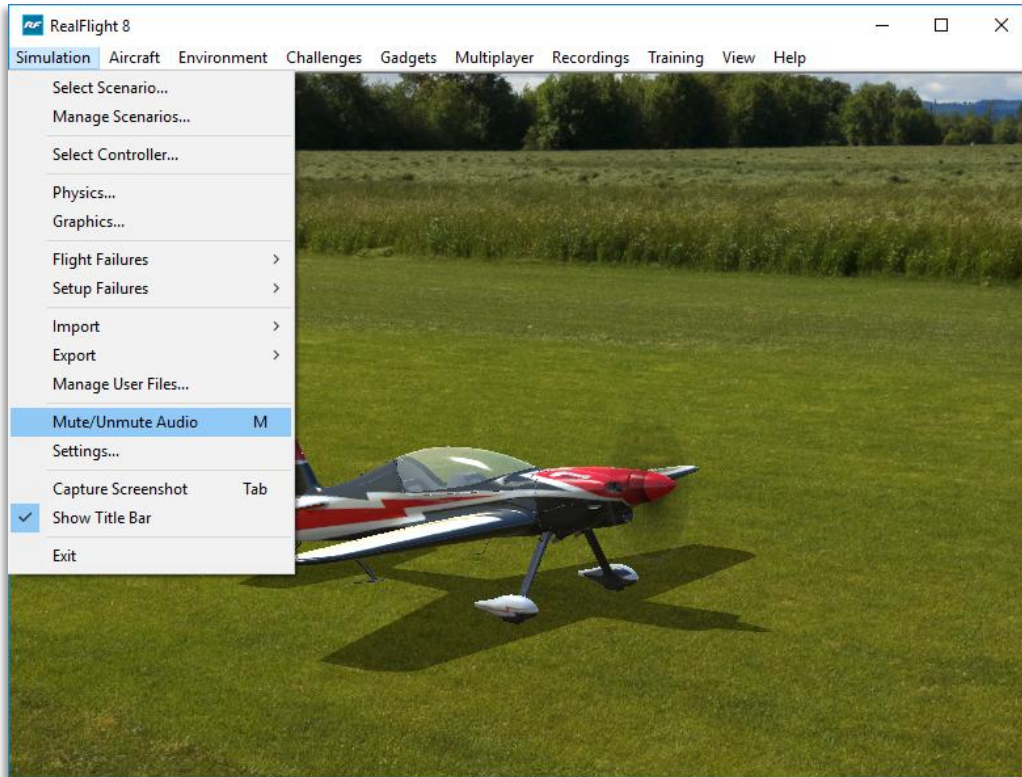 RF RealFlight 8
Simulation Aircraft Environment Challenges Gadgets Multiplayer Recordings Training View Help
Select Scenario...
Manage Scenarios...
Select Controller...
Physics...
Graphics...
Flight Failures
Setup Failures
Import
Export
Manage User Files...
Mute/Unmute Audio M
Settings...
Capture Screenshot Tab
Show Title Bar
Exit